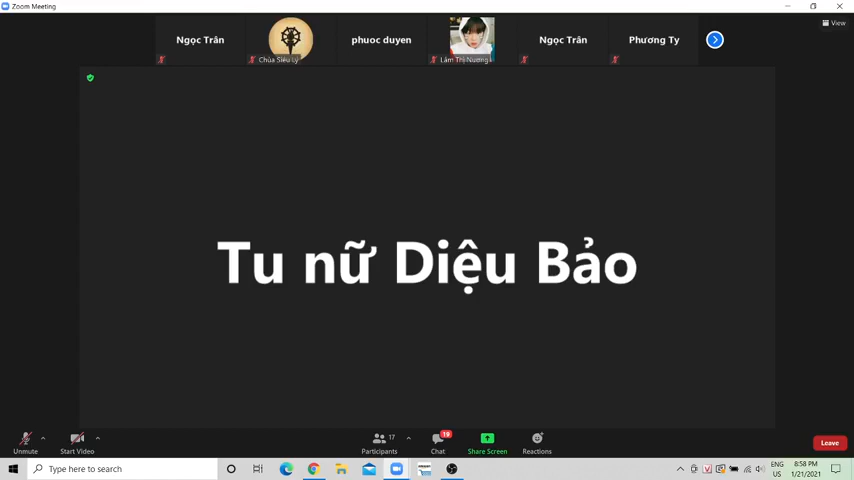 Zoom Meeting
View
Ngọc Trân
Chùa Siêu Lý
phuoc duyen
Lâm Thị Nương
Ngọc Trân
Phương Ty
Tu nữ Diệu Bảo
Unmute
Start Video
17
Participants
19
Chat
Share Screen
Reactions
Leave
Type here to search
ENG
US
8:58 PM
1/21/2021